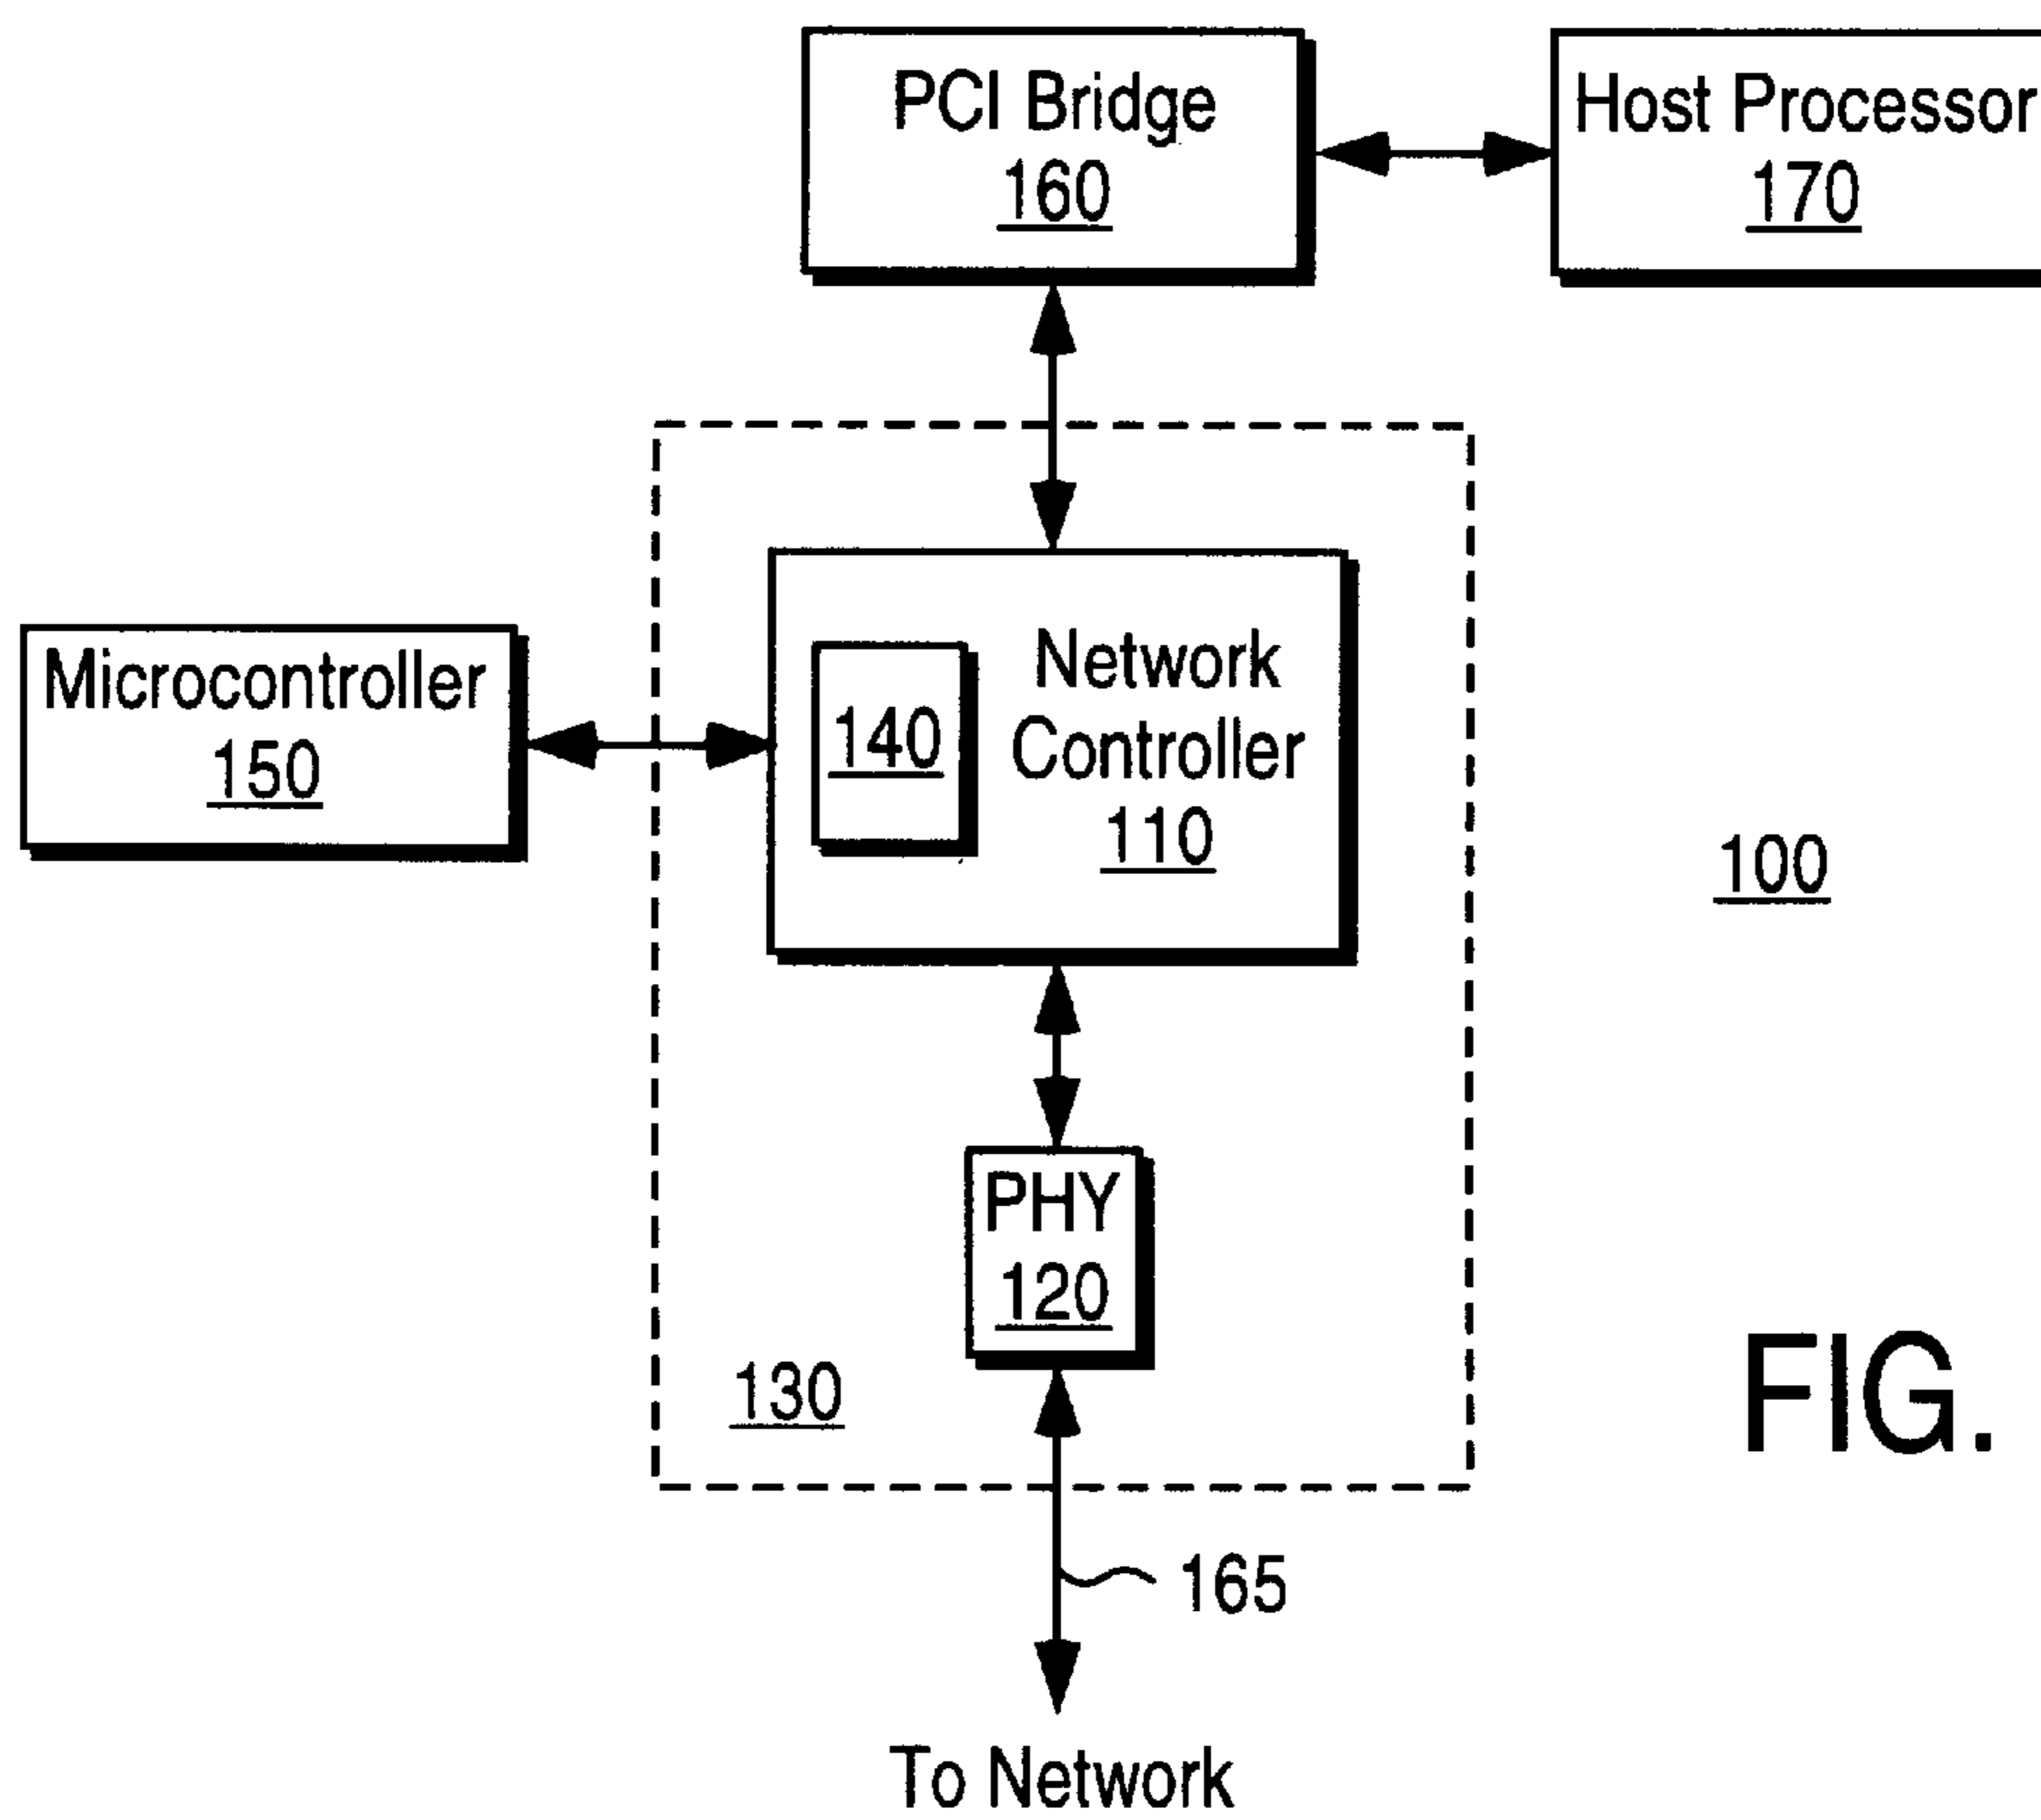 PCI Bridge
160
Host Processor
170
Microcontroller
150
140
Network
Controller
110
100
PHY
120
130
FIG.
165
To Network